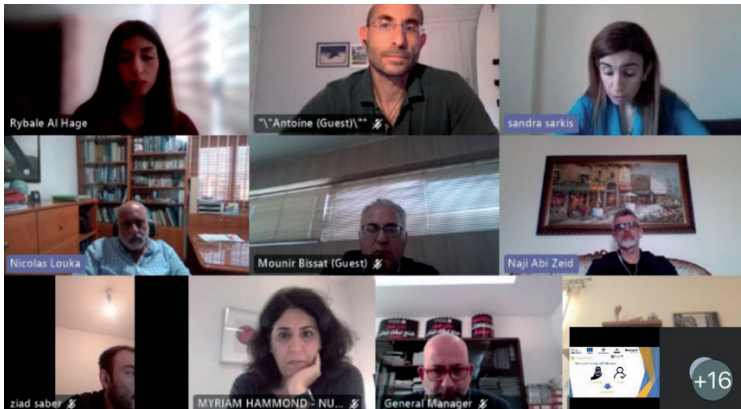 Rybale Al Hage
"\"Antoine (Guest)\""
sandra sarkis
Nicolas Louka
Mounir Bissat (Guest)
Naji Abi Zeid
ziad saber
MYRIAM HAMMOND - NU...
General Manager
+16